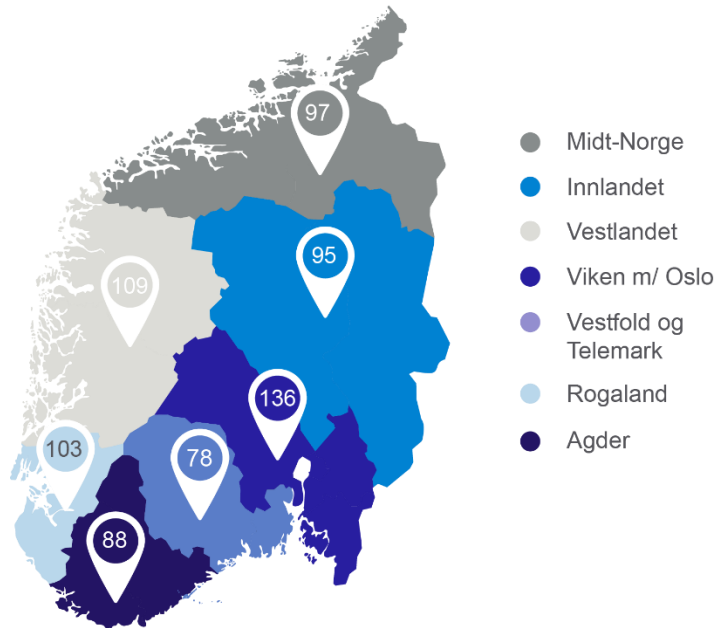 97
95
109
136
103
78
88
Midt-Norge
Innlandet
Vestlandet
Viken m/ Oslo
Vestfold og
Telemark
Rogaland
Agder